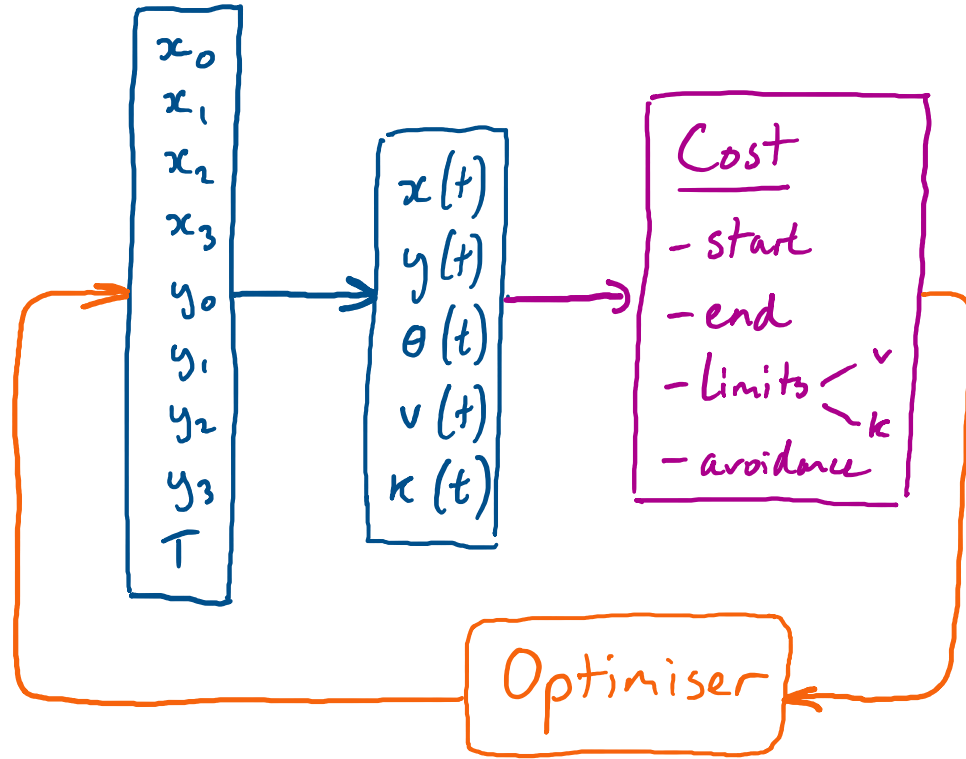 x₀
x₁
x₂
x₃
y₀
y₁
y₂
y₃
T
x(t)
y(t)
θ(t)
v(t)
κ(t)
Cost
- start
- end
- limits < v
κ
- avoidance
Optimiser